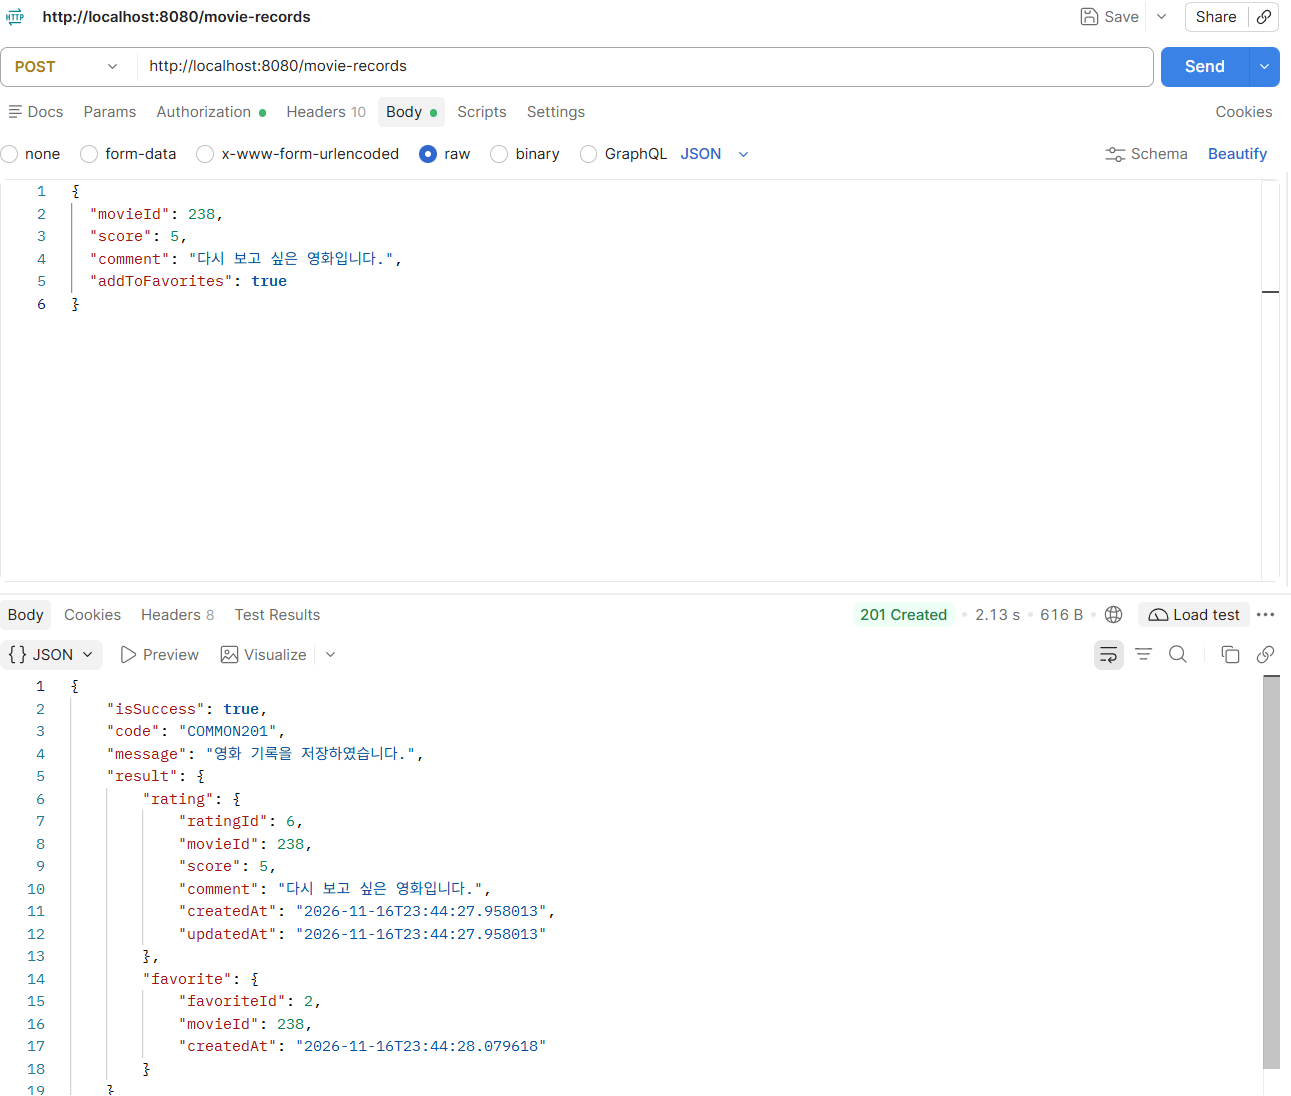 HTTP http://localhost:8080/movie-records Save Share
POST http://localhost:8080/movie-records Send
Docs Params Authorization Headers 10 Body Scripts Settings Cookies
none form-data x-www-form-urlencoded raw binary GraphQL JSON Schema Beautify
1 {
2 "movieId": 238,
3 "score": 5,
4 "comment": "다시 보고 싶은 영화입니다.",
5 "addToFavorites": true
6 }
Body Cookies Headers 8 Test Results 201 Created 2.13 s 616 B Load test
{} JSON Preview Visualize
1 {
2 "isSuccess": true,
3 "code": "COMMON201",
4 "message": "영화 기록을 저장하였습니다.",
5 "result": {
6 "rating": {
7 "ratingId": 6,
8 "movieId": 238,
9 "score": 5,
10 "comment": "다시 보고 싶은 영화입니다.",
11 "createdAt": "2026-11-16T23:44:27.958013",
12 "updatedAt": "2026-11-16T23:44:27.958013"
13 },
14 "favorite": {
15 "favoriteId": 2,
16 "movieId": 238,
17 "createdAt": "2026-11-16T23:44:28.079618"
18 }
19 }